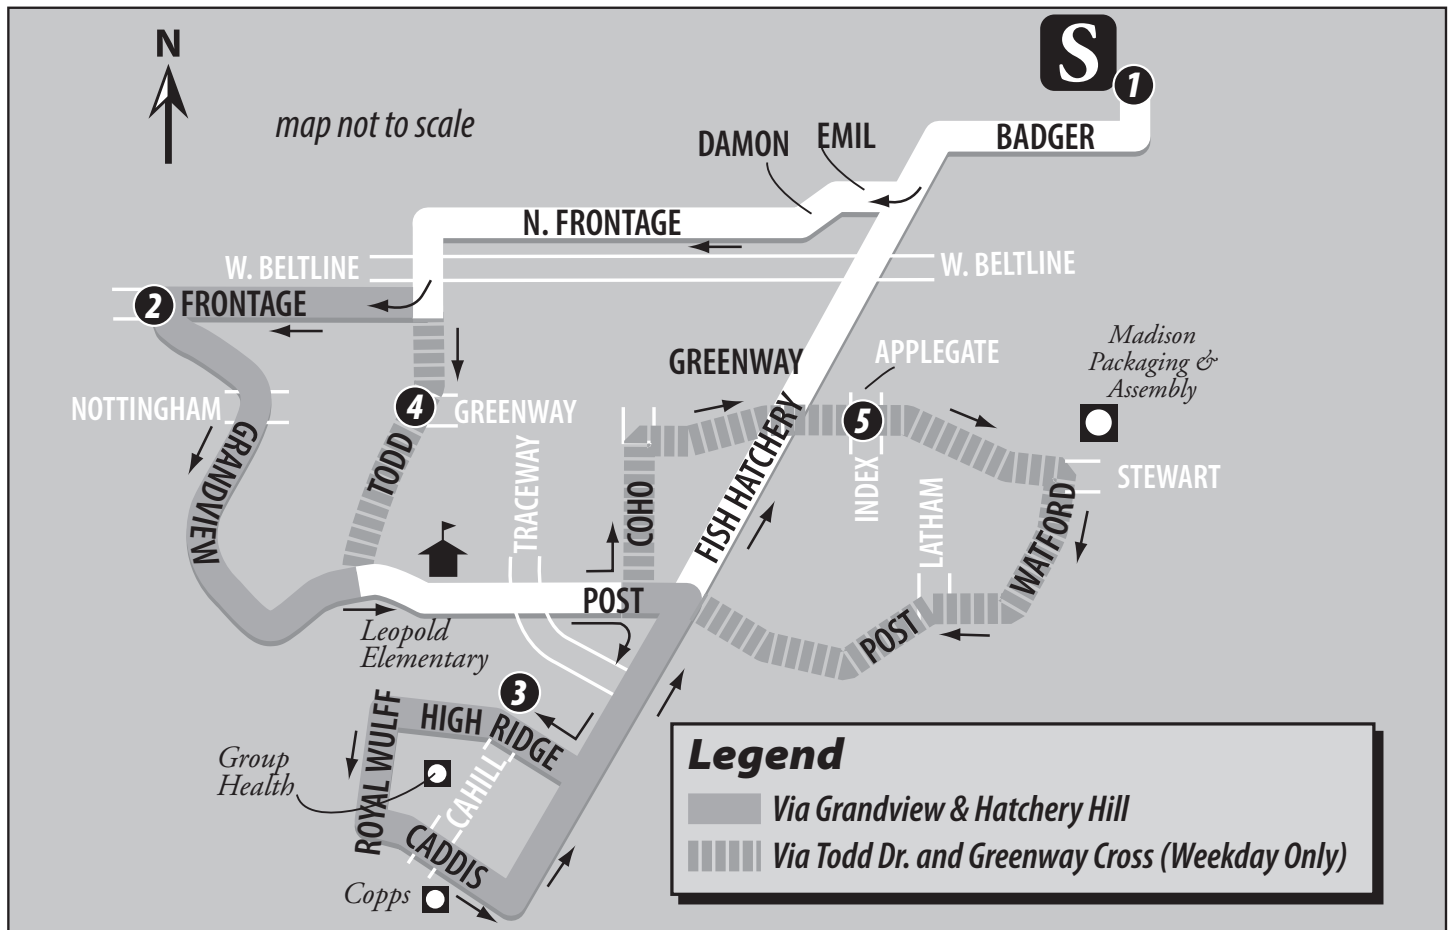 N
map not to scale
S
1
BADGER
DAMON
EMIL
N. FRONTAGE
W. BELTLINE
W. BELTLINE
2
FRONTAGE
GREENWAY
APPLEGATE
Madison
Packaging &
Assembly
NOTTINGHAM
4
GREENWAY
5
GRANDVIEW
TODD
TRACEWAY
COHO
FISH HATCHERY
INDEX
LATHAM
STEWART
WATFORD
POST
POST
Leopold
Elementary
3
HIGH RIDGE
ROYAL WULFF
Group
Health
CAHILL
CADDIS
Copps
Legend
Via Grandview & Hatchery Hill
Via Todd Dr. and Greenway Cross (Weekday Only)